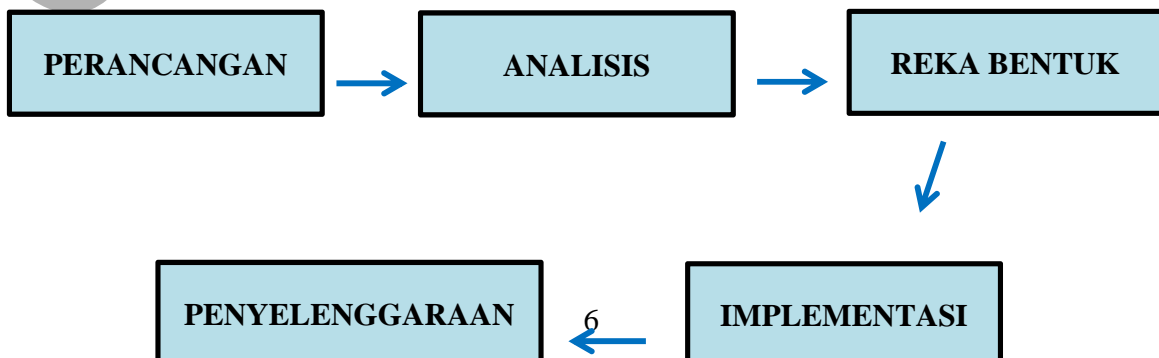 PERANCANGAN
ANALISIS
REKA BENTUK
PENYELENGGARAAN
6
IMPLEMENTASI